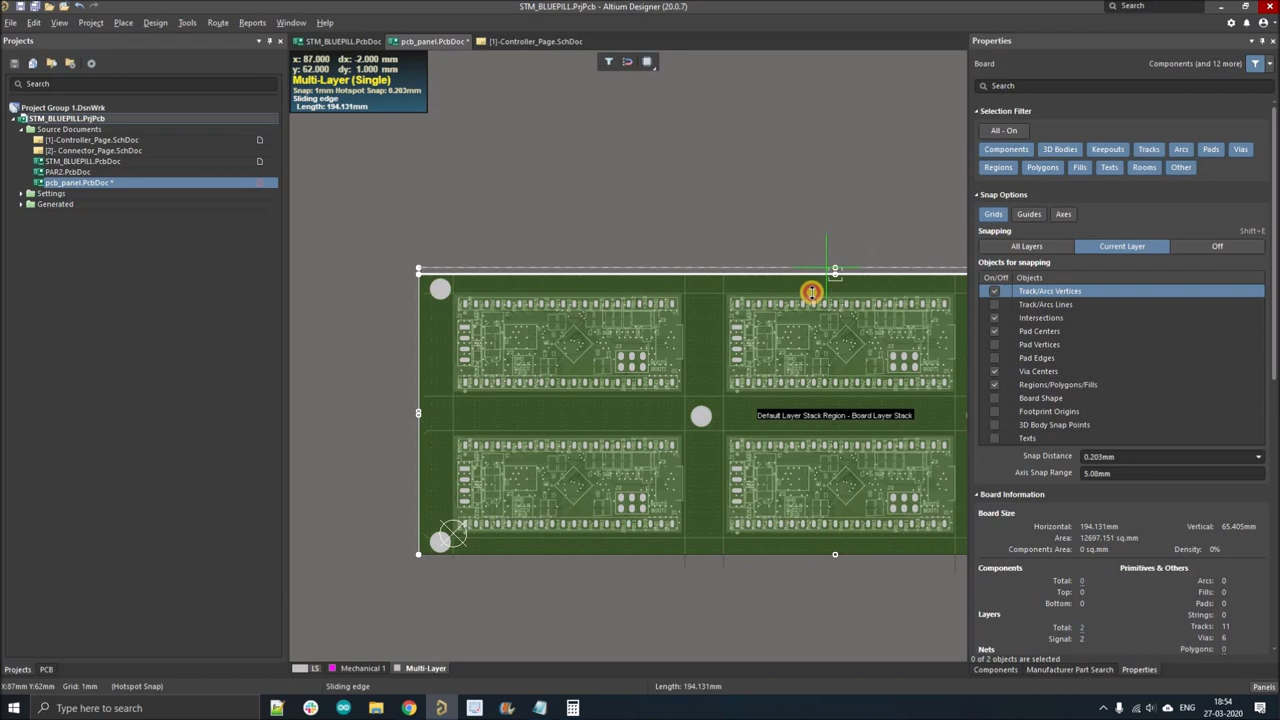 STM_BLUEPILL.PrjPcb - Altium Designer (20.0.7)
Search
File Edit View Project Place Design Tools Route Reports Window Help
Projects
STM_BLUEPILL.PcbDoc
pcb_panel.PcbDoc *
[1]-Controller_Page.SchDoc
Properties
x: 87.000 dx: -2.000 mm
y: 62.000 dy: 1.000 mm
Multi-Layer (Single)
Snap: 1mm Hotspot Snap: 0.203mm
Sliding edge
Length: 194.131mm
Board
Components (and 12 more)
Search
Search
Project Group 1.DsnWrk
STM_BLUEPILL.PrjPcb
Source Documents
[1]-Controller_Page.SchDoc
[2]- Connector_Page.SchDoc
STM_BLUEPILL.PcbDoc
PAR2.PcbDoc
pcb_panel.PcbDoc *
Settings
Generated
Selection Filter
All - On
Components 3D Bodies Keepouts Tracks Arcs Pads Vias
Regions Polygons Fills Texts Rooms Other
Snap Options
Grids Guides Axes
Snapping Shift+E
All Layers Current Layer Off
Objects for snapping
On/Off Objects
Track/Arcs Vertices
Track/Arcs Lines
Intersections
Pad Centers
Pad Vertices
Pad Edges
Via Centers
Regions/Polygons/Fills
Board Shape
Footprint Origins
3D Body Snap Points
Texts
Default Layer Stack Region - Board Layer Stack
Snap Distance 0.203mm
Axis Snap Range 5.08mm
Board Information
Board Size
Horizontal: 194.131mm Vertical: 65.405mm
Area: 12697.151 sq.mm
Components Area: 0 sq.mm Density: 0%
Components
Total: 0
Top: 0
Bottom: 0
Layers
Total: 2
Signal: 2
Nets
Primitives & Others
Arcs: 0
Fills: 0
Pads: 0
Strings: 0
Tracks: 11
Vias: 6
Polygons: 0
0 of 2 objects are selected
Projects PCB
LS Mechanical 1 Multi-Layer
Components Manufacturer Part Search Properties
X:87mm Y:62mm Grid: 1mm (Hotspot Snap) Sliding edge Length: 194.131mm Panels
Type here to search
ENG
18:54
27-03-2020